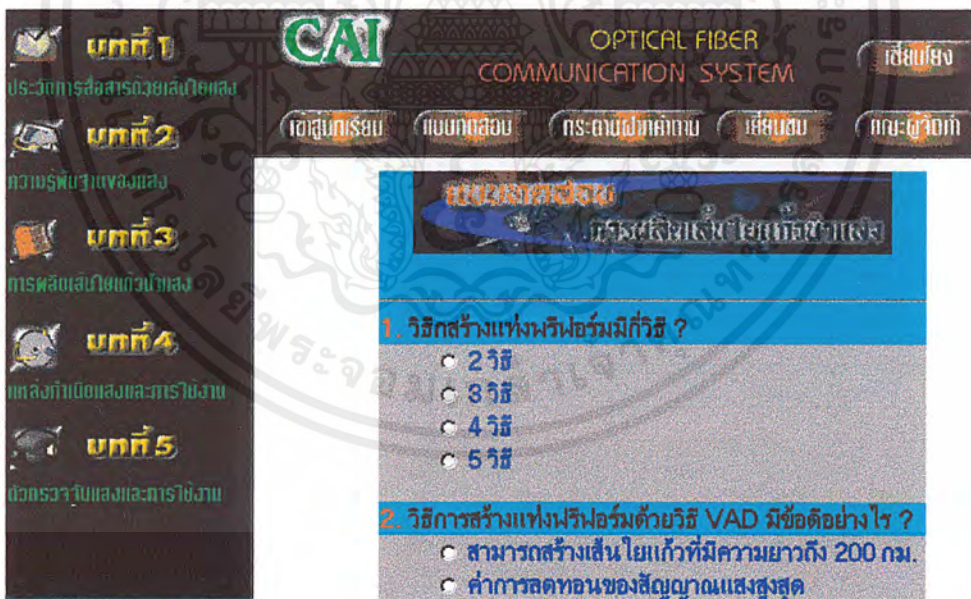 บทที่ 1
ประวัติการสื่อสารด้วยเส้นใยแสง
บทที่ 2
ความรู้พื้นฐานของแสง
บทที่ 3
การผลิตเส้นใยแก้วนำแสง
บทที่ 4
แหล่งกำเนิดแสงและการใช้งาน
บทที่ 5
ตัวตรวจจับแสงและการใช้งาน
CAI
OPTICAL FIBER
COMMUNICATION SYSTEM
เชื่อมโยง
เข้าสู่บทเรียน แบบทดสอบ กระดานฝากคำถาม เยี่ยมชม คณะผู้จัดทำ
แบบทดสอบ
การผลิตเส้นใยแก้วนำแสง
1. วิธีกสร้างแท่งพรีฟอร์มมีกี่วิธี ?
2 วิธี
3 วิธี
4 วิธี
5 วิธี
2. วิธีการสร้างแท่งฟรีฟอร์มด้วยวิธี VAD มีข้อดีอย่างไร ?
สามารถสร้างเส้นใยแก้วที่มีความยาวถึง 200 กม.
ค่าการลดทอนของสัญญาณแสงสูงสุด